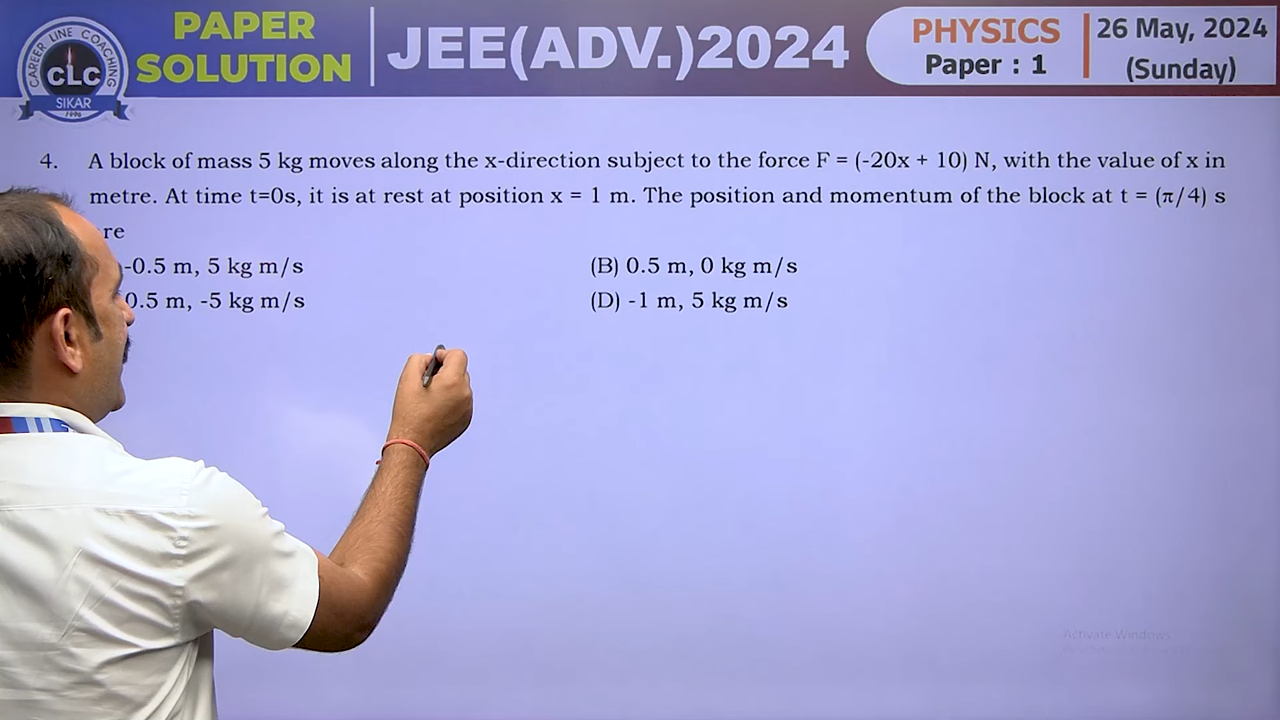 CAREER LINE COACHING
CLC
SIKAR
1996
PAPER
SOLUTION
JEE(ADV.)2024
PHYSICS
Paper : 1
26 May, 2024
(Sunday)
4. A block of mass 5 kg moves along the x-direction subject to the force F = (-20x + 10) N, with the value of x in
metre. At time t=0s, it is at rest at position x = 1 m. The position and momentum of the block at t = (π/4) s
re
-0.5 m, 5 kg m/s
(B) 0.5 m, 0 kg m/s
0.5 m, -5 kg m/s
(D) -1 m, 5 kg m/s
Activate Windows